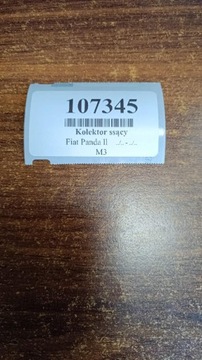 107345
Kolektor ssący
Fiat Panda II ../.. - ../..
M3